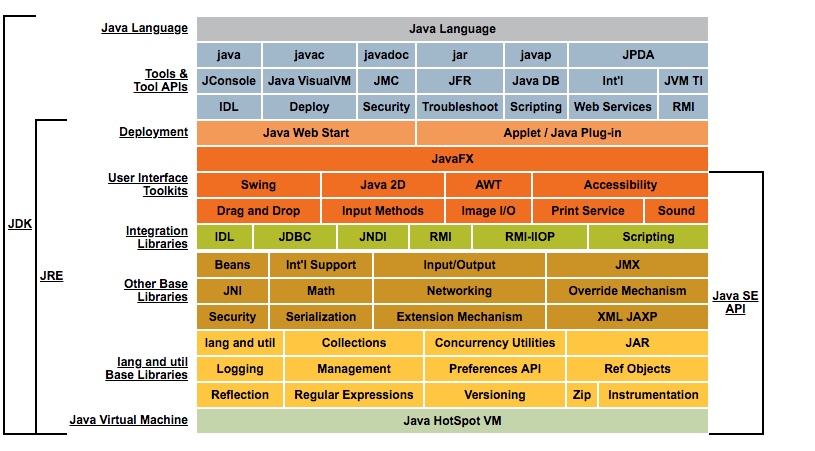 Java Language Java Language
java javac javadoc jar javap JPDA
Tools &
Tool APIs
JConsole Java VisualVM JMC JFR Java DB Int'l JVM TI
IDL Deploy Security Troubleshoot Scripting Web Services RMI
Deployment Java Web Start Applet / Java Plug-in
JavaFX
User Interface
Toolkits
Swing Java 2D AWT Accessibility
Drag and Drop Input Methods Image I/O Print Service Sound
Integration
Libraries
IDL JDBC JNDI RMI RMI-IIOP Scripting
JDK
JRE
Other Base
Libraries
Beans Int'l Support Input/Output JMX
JNI Math Networking Override Mechanism
Security Serialization Extension Mechanism XML JAXP
Java SE
API
lang and util
Base Libraries
lang and util Collections Concurrency Utilities JAR
Logging Management Preferences API Ref Objects
Reflection Regular Expressions Versioning Zip Instrumentation
Java Virtual Machine Java HotSpot VM